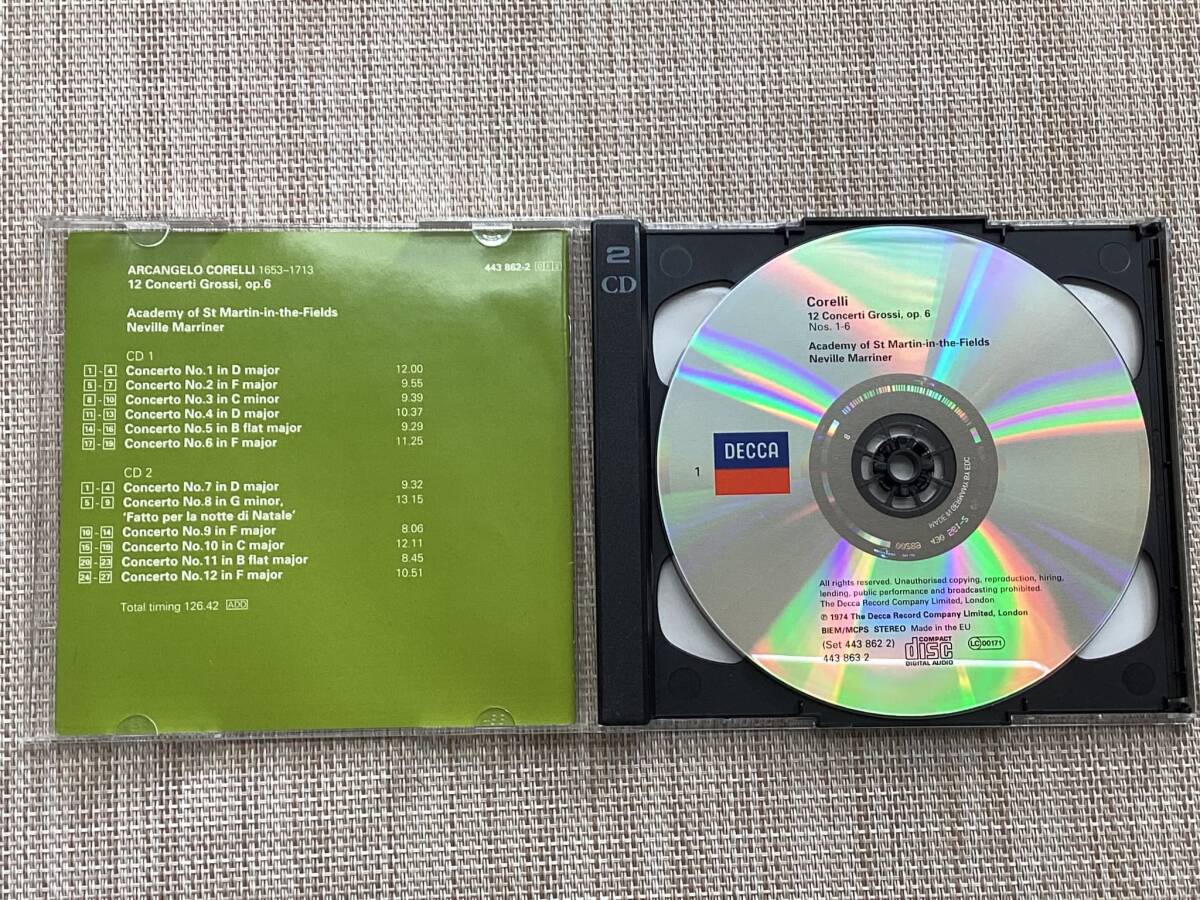 ARCANGELO CORELLI 1653–1713
443 862-2
12 Concerti Grossi, op.6
Academy of St Martin-in-the-Fields
Neville Marriner
CD 1
1 - 4 Concerto No.1 in D major 12.00
5 - 7 Concerto No.2 in F major 9.55
8 - 10 Concerto No.3 in C minor 9.39
11 - 13 Concerto No.4 in D major 10.37
14 - 16 Concerto No.5 in B flat major 9.29
17 - 19 Concerto No.6 in F major 11.25
CD 2
1 - 4 Concerto No.7 in D major 9.32
5 - 9 Concerto No.8 in G minor, 13.15
'Fatto per la notte di Natale'
10 - 14 Concerto No.9 in F major 8.06
15 - 19 Concerto No.10 in C major 12.11
20 - 23 Concerto No.11 in B flat major 8.45
24 - 27 Concerto No.12 in F major 10.51
Total timing 126.42 ADD
2
CD
Corelli
12 Concerti Grossi, op. 6
Nos. 1-6
Academy of St Martin-in-the-Fields
Neville Marriner
DECCA
1
MADE IN GERMANY BY EDC
All rights reserved. Unauthorised copying, reproduction, hiring,
lending, public performance and broadcasting prohibited.
The Decca Record Company Limited, London
℗ 1974 The Decca Record Company Limited, London
BIEM/MCPS STEREO Made in the EU
(Set 443 862 2)
443 863 2
COMPACT
disc
DIGITAL AUDIO
LC 00171